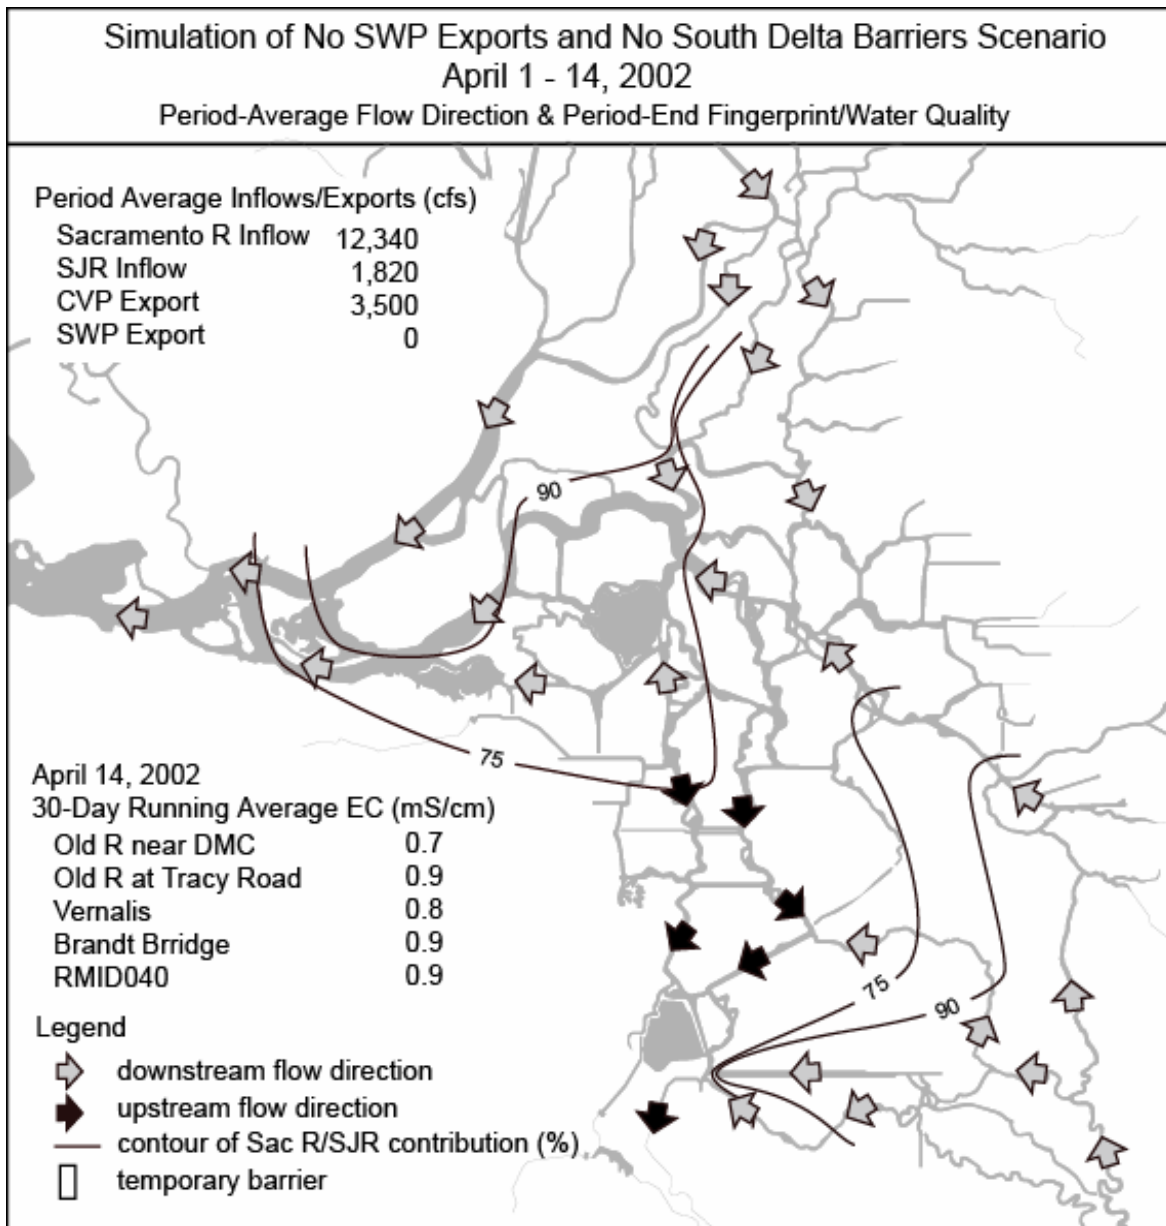 Simulation of No SWP Exports and No South Delta Barriers Scenario
April 1 - 14, 2002
Period-Average Flow Direction & Period-End Fingerprint/Water Quality
Period Average Inflows/Exports (cfs)
Sacramento R Inflow 12,340
SJR Inflow 1,820
CVP Export 3,500
SWP Export 0
90
75
April 14, 2002
30-Day Running Average EC (mS/cm)
Old R near DMC 0.7
Old R at Tracy Road 0.9
Vernalis 0.8
Brandt Brridge 0.9
RMID040 0.9
75
90
Legend
downstream flow direction
upstream flow direction
contour of Sac R/SJR contribution (%)
temporary barrier